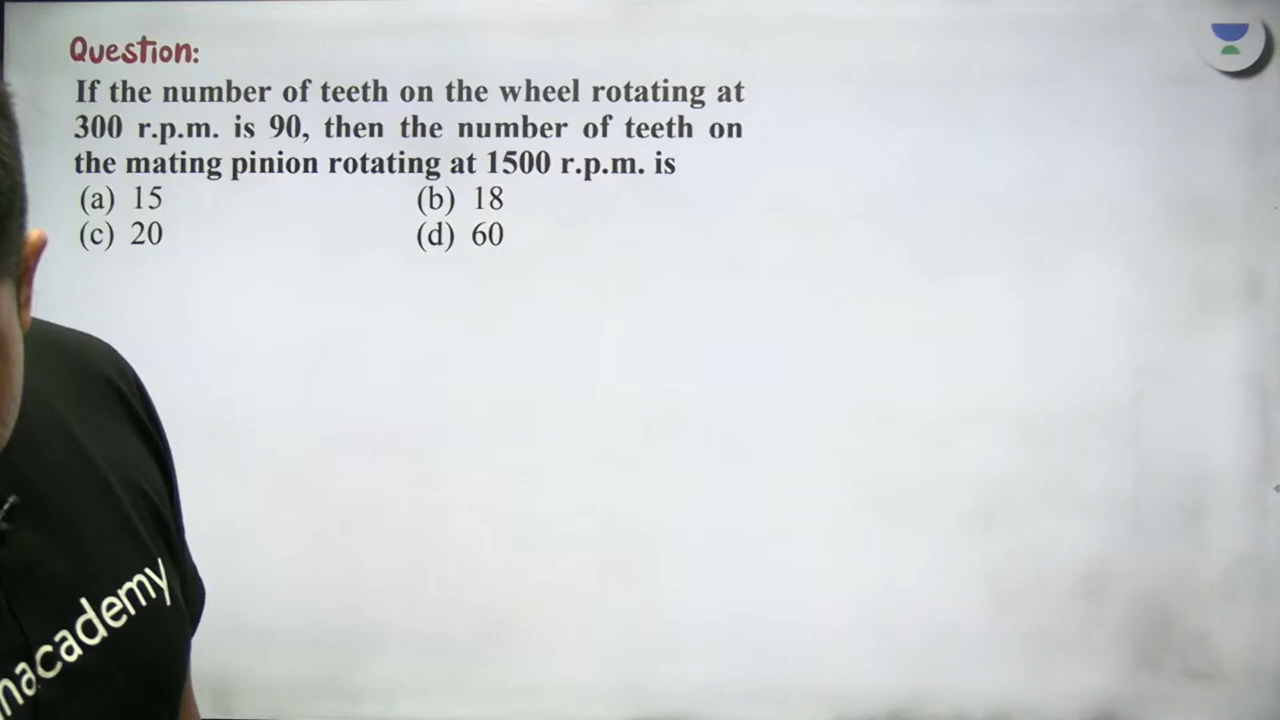 Question:
If the number of teeth on the wheel rotating at
300 r.p.m. is 90, then the number of teeth on
the mating pinion rotating at 1500 r.p.m. is
(a) 15 (b) 18
(c) 20 (d) 60
nacademy